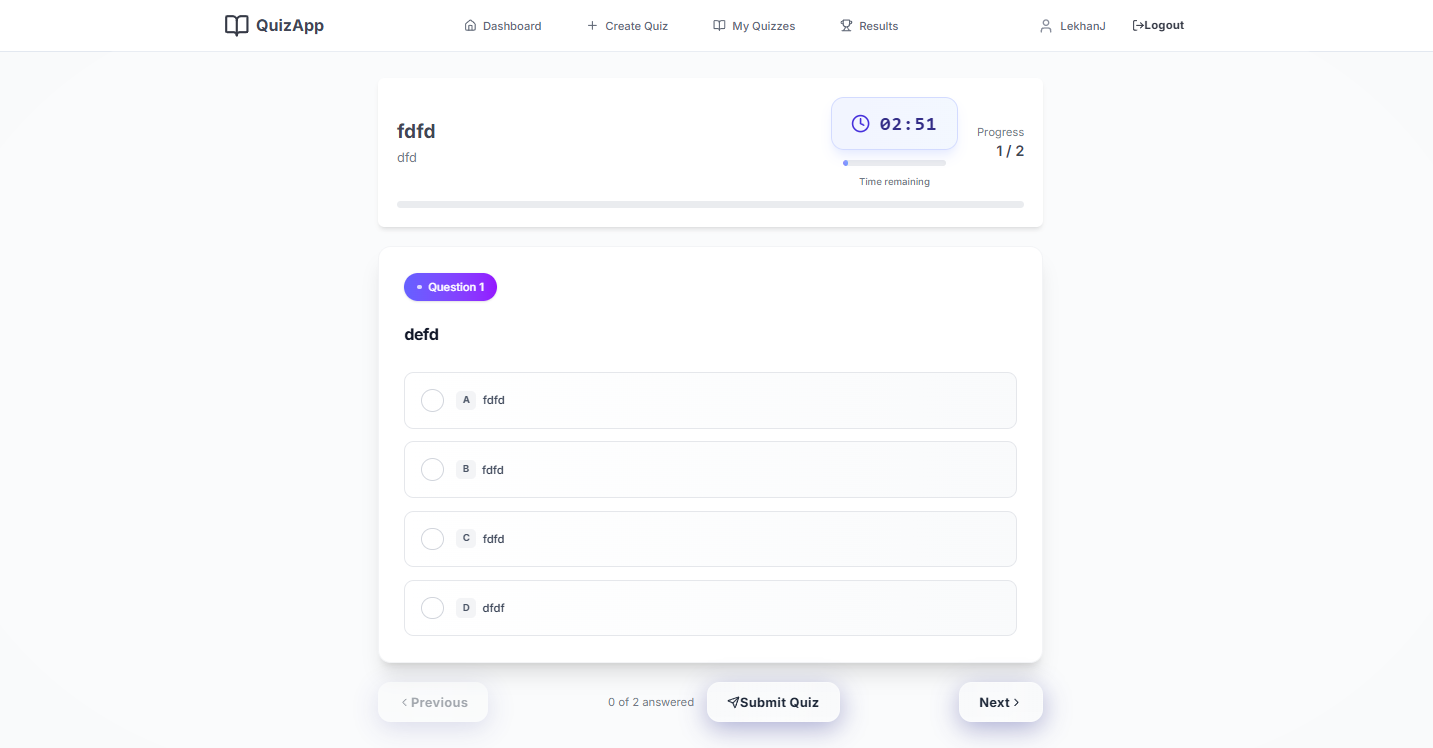 QuizApp
Dashboard
Create Quiz
My Quizzes
Results
LekhanJ
Logout
fdfd
dfd
02:51
Time remaining
Progress
1 / 2
Question 1
defd
A fdfd
B fdfd
C fdfd
D dfdf
Previous
0 of 2 answered
Submit Quiz
Next